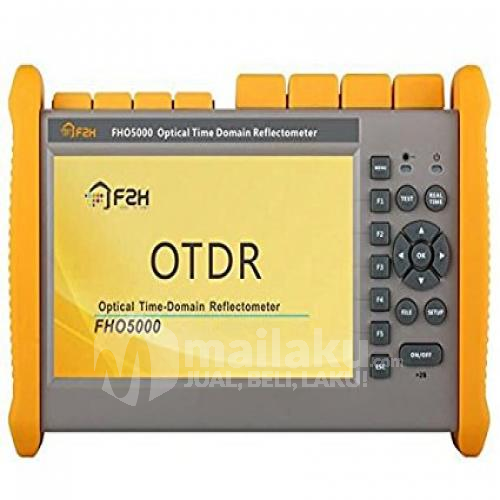 F2H FHO5000 Optical Time Domain Reflectometer
F2H
OTDR
Optical Time-Domain Reflectometer
FHO5000
mailaku.com
JUAL, BELI, LAKU!
MENU
F1
TEST
REAL TIME
F2
F3
OK
F4
FILE
SETUP
F5
ESC
ON/OFF